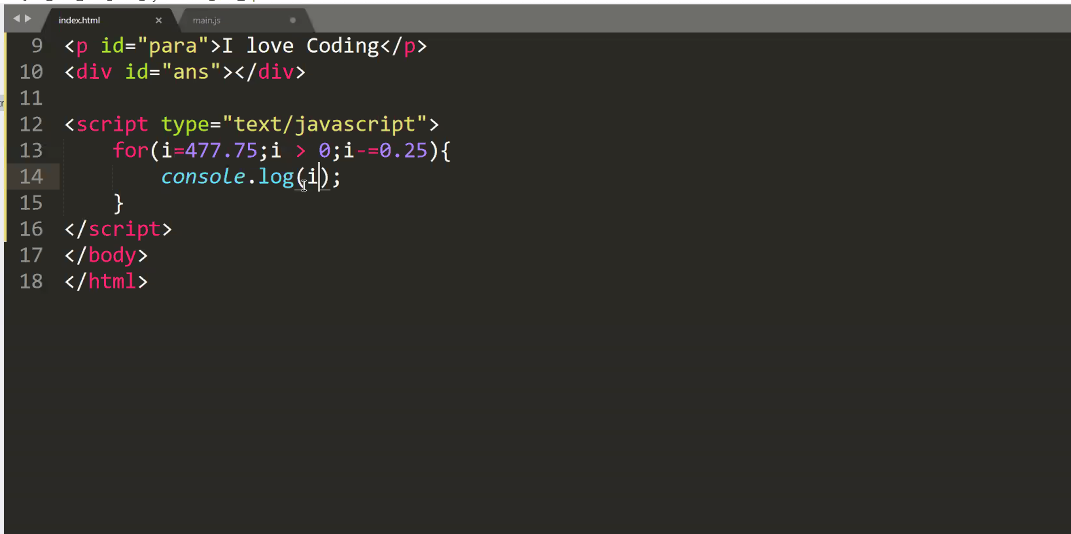 index.html × main.js
9 <p id="para">I love Coding</p>
10 <div id="ans"></div>
11
12 <script type="text/javascript">
13 for(i=477.75;i > 0;i-=0.25){
14 console.log(i);
15 }
16 </script>
17 </body>
18 </html>